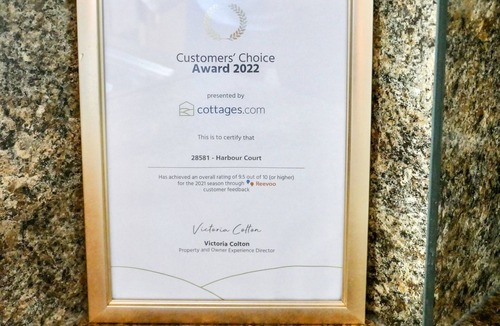 Customers' Choice
Award 2022
presented by
cottages.com
This is to certify that
28581 - Harbour Court
Has achieved an overall rating of 9.5 out of 10 (or higher)
for the 2021 season through Reevoo
customer feedback
Victoria Colton
Victoria Colton
Property and Owner Experience Director